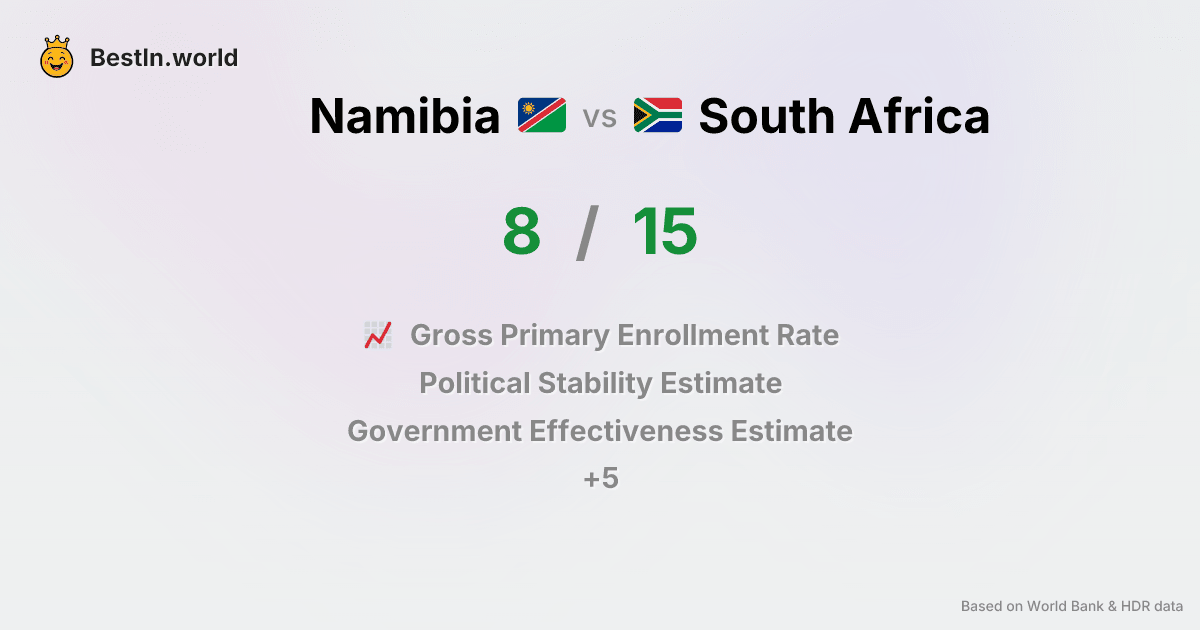 BestIn.world
Namibia vs South Africa
8 / 15
Gross Primary Enrollment Rate
Political Stability Estimate
Government Effectiveness Estimate
+5
Based on World Bank & HDR data